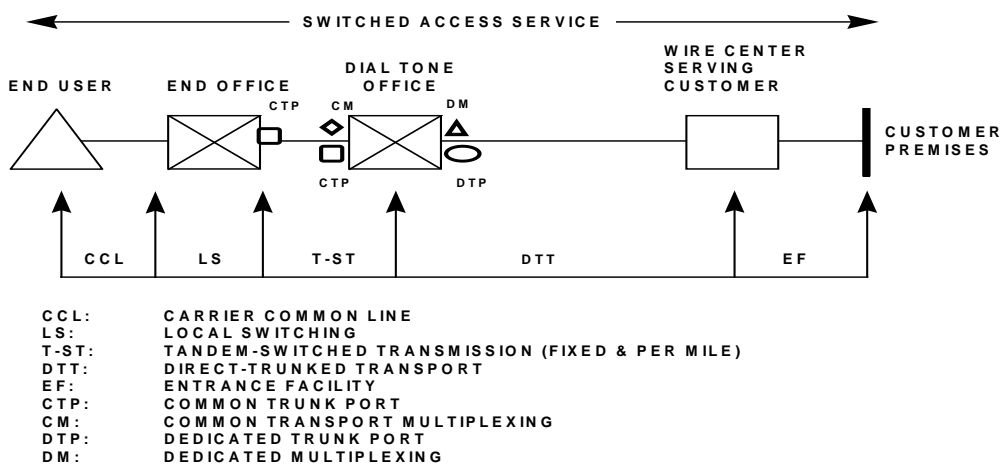 SWITCHED ACCESS SERVICE
WIRE CENTER
SERVING
CUSTOMER
DIAL TONE
OFFICE
END USER
END OFFICE
CTP
CM
DM
CUSTOMER
PREMISES
CTP
DTP
CCL
LS
T-ST
DTT
EF
CCL: CARRIER COMMON LINE
LS: LOCAL SWITCHING
T-ST: TANDEM-SWITCHED TRANSMISSION (FIXED & PER MILE)
DTT: DIRECT-TRUNKED TRANSPORT
EF: ENTRANCE FACILITY
CTP: COMMON TRUNK PORT
CM: COMMON TRANSPORT MULTIPLEXING
DTP: DEDICATED TRUNK PORT
DM: DEDICATED MULTIPLEXING